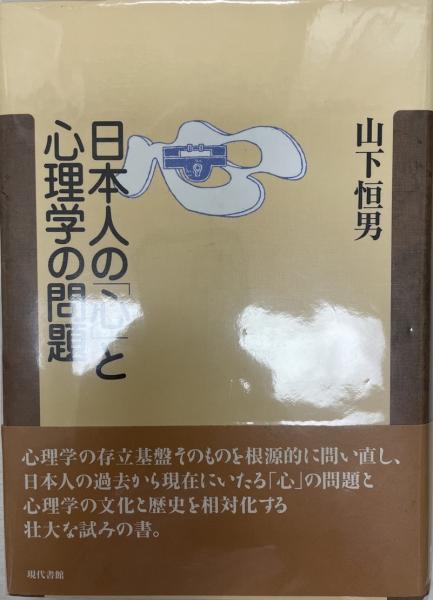 山下恒男
日本人の「心」と
心理学の問題
心理学の存立基盤そのものを根源的に問い直し、
日本人の過去から現在にいたる「心」の問題と
心理学の文化と歴史を相対化する
壮大な試みの書。
現代書館